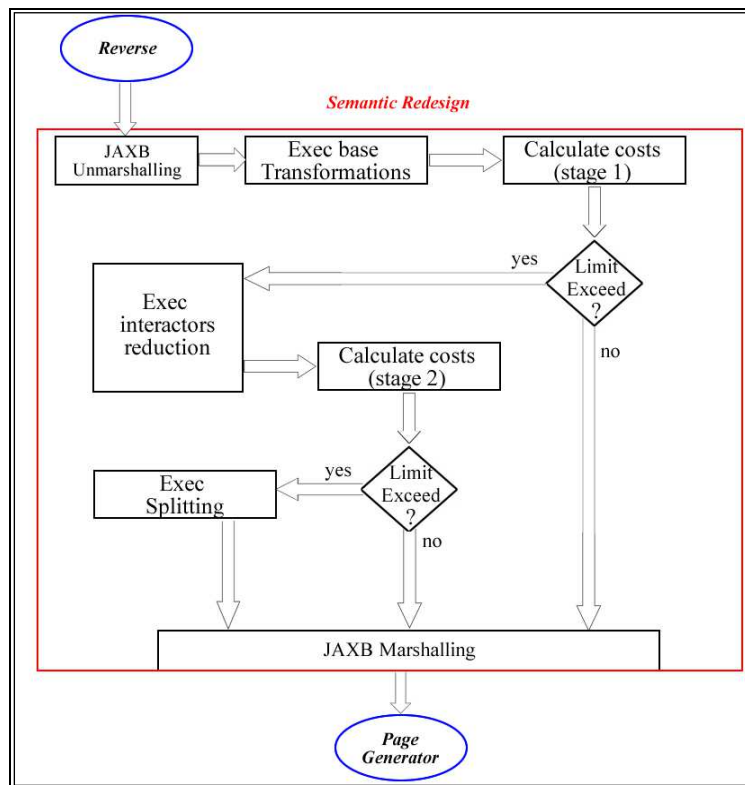 Reverse
Semantic Redesign
JAXB
Unmarshalling
Exec base
Transformations
Calculate costs
(stage 1)
yes
Limit
Exceed
?
no
Exec
interactors
reduction
Calculate costs
(stage 2)
yes
Limit
Exceed
?
no
Exec
Splitting
JAXB Marshalling
Page
Generator